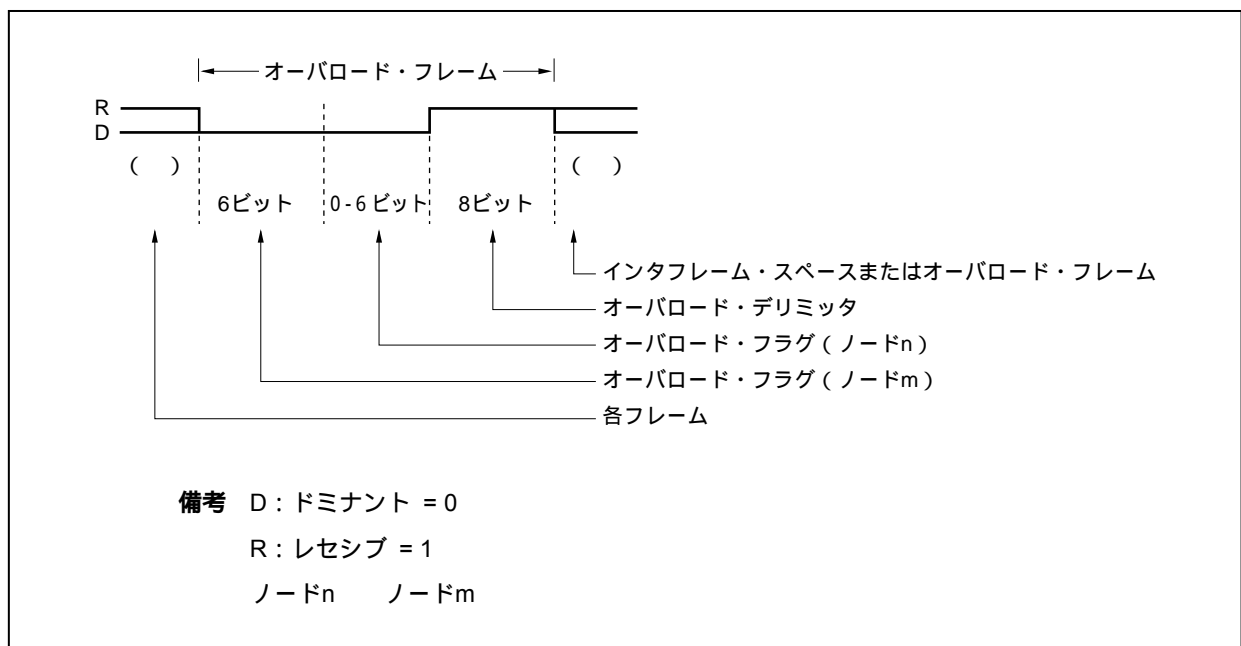 オーバロード・フレーム
R
D
( ) ( )
6ビット 0-6ビット 8ビット
インタフレーム・スペースまたはオーバロード・フレーム
オーバロード・デリミッタ
オーバロード・フラグ(ノードn)
オーバロード・フラグ(ノードm)
各フレーム
備考 D:ドミナント = 0
R:レセシブ = 1
ノードn ノードm